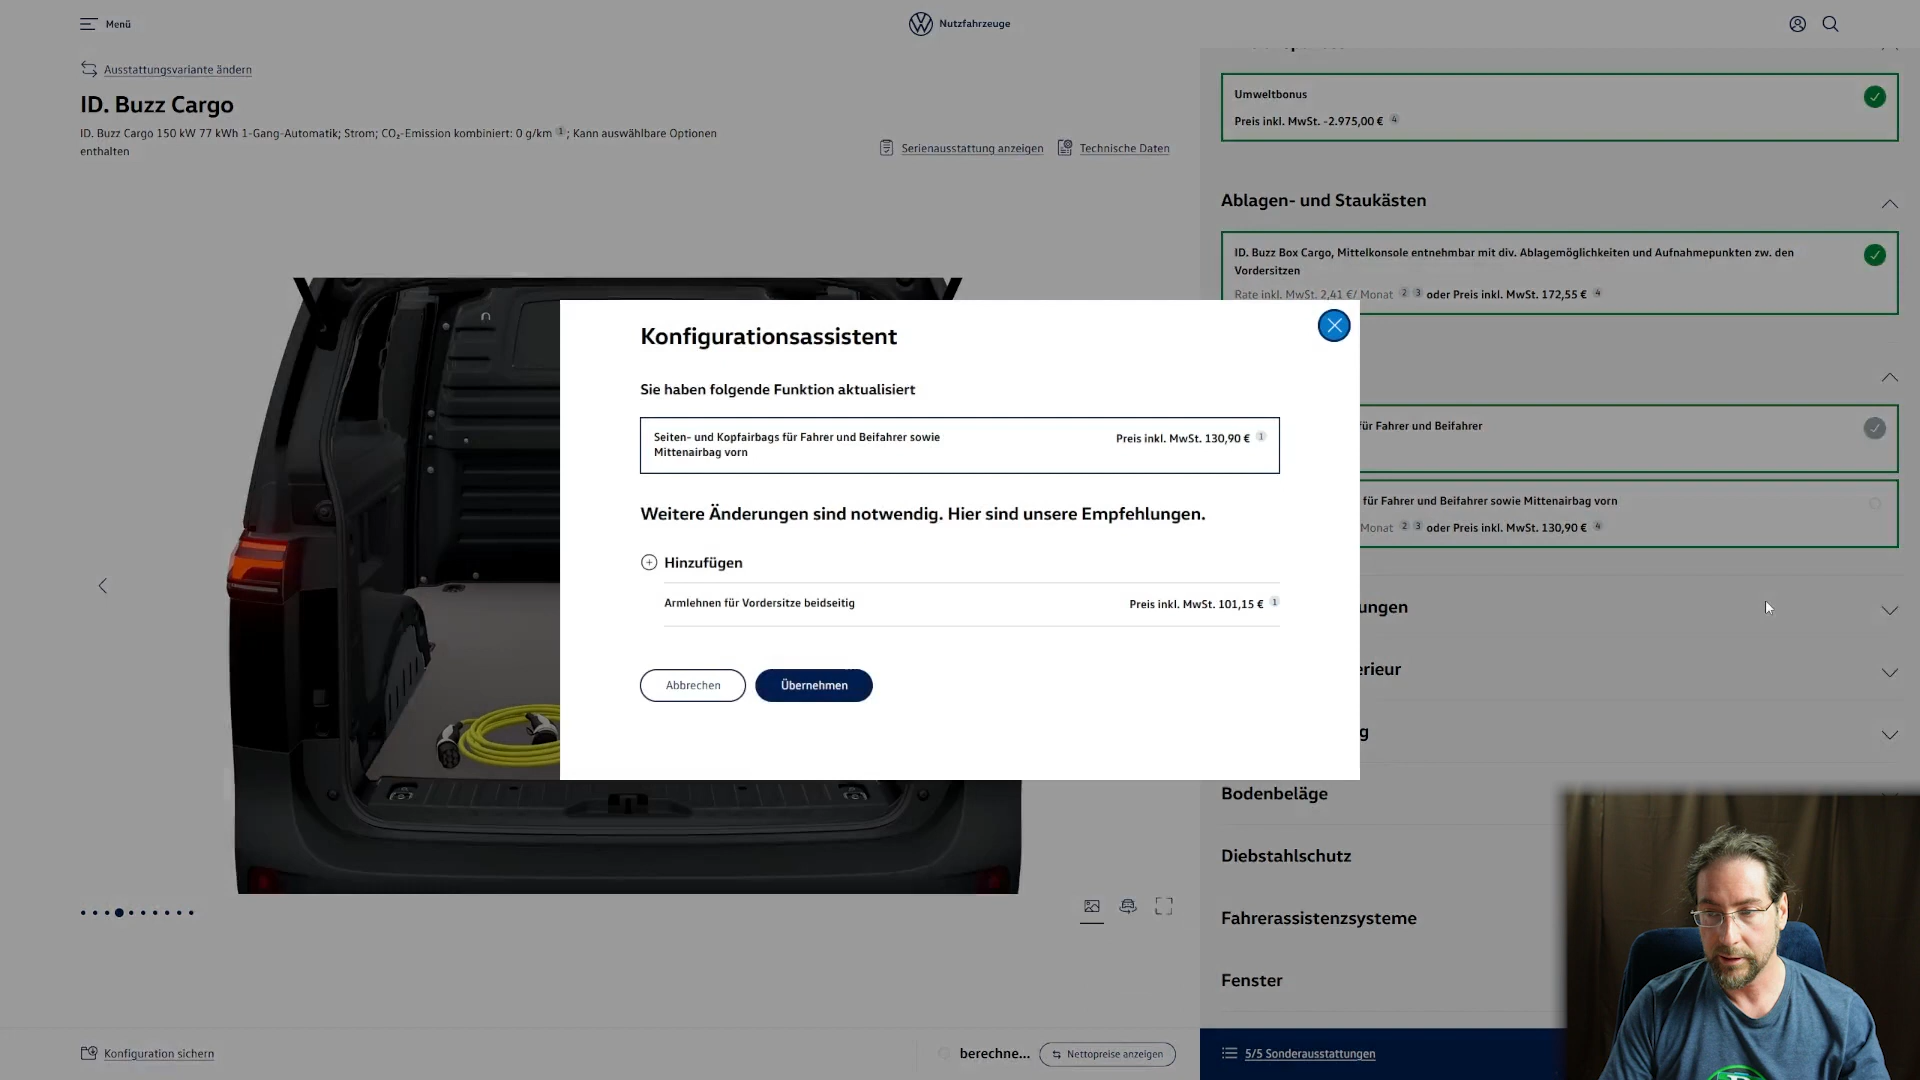 Menü
Nutzfahrzeuge
Ausstattungsvariante ändern
ID. Buzz Cargo
ID. Buzz Cargo 150 kW 77 kWh 1-Gang-Automatik; Strom; CO₂-Emission kombiniert: 0 g/km 1; Kann auswählbare Optionen
enthalten
Serienausstattung anzeigen
Technische Daten
Umweltbonus
Preis inkl. MwSt. -2.975,00 € 4
Ablagen- und Staukästen
ID. Buzz Box Cargo, Mittelkonsole entnehmbar mit div. Ablagemöglichkeiten und Aufnahmepunkten zw. den
Vordersitzen
Rate inkl. MwSt. 2,41 €/ Monat 2 3 oder Preis inkl. MwSt. 172,55 € 4
für Fahrer und Beifahrer
für Fahrer und Beifahrer sowie Mittenairbag vorn
Monat 2 3 oder Preis inkl. MwSt. 130,90 € 4
ungen
erieur
g
Bodenbeläge
Diebstahlschutz
Fahrerassistenzsysteme
Fenster
Konfigurationsassistent
Sie haben folgende Funktion aktualisiert
Seiten- und Kopfairbags für Fahrer und Beifahrer sowie
Mittenairbag vorn
Preis inkl. MwSt. 130,90 € 1
Weitere Änderungen sind notwendig. Hier sind unsere Empfehlungen.
Hinzufügen
Armlehnen für Vordersitze beidseitig
Preis inkl. MwSt. 101,15 € 1
Abbrechen
Übernehmen
Konfiguration sichern
berechne...
Nettopreise anzeigen
5/5 Sonderausstattungen